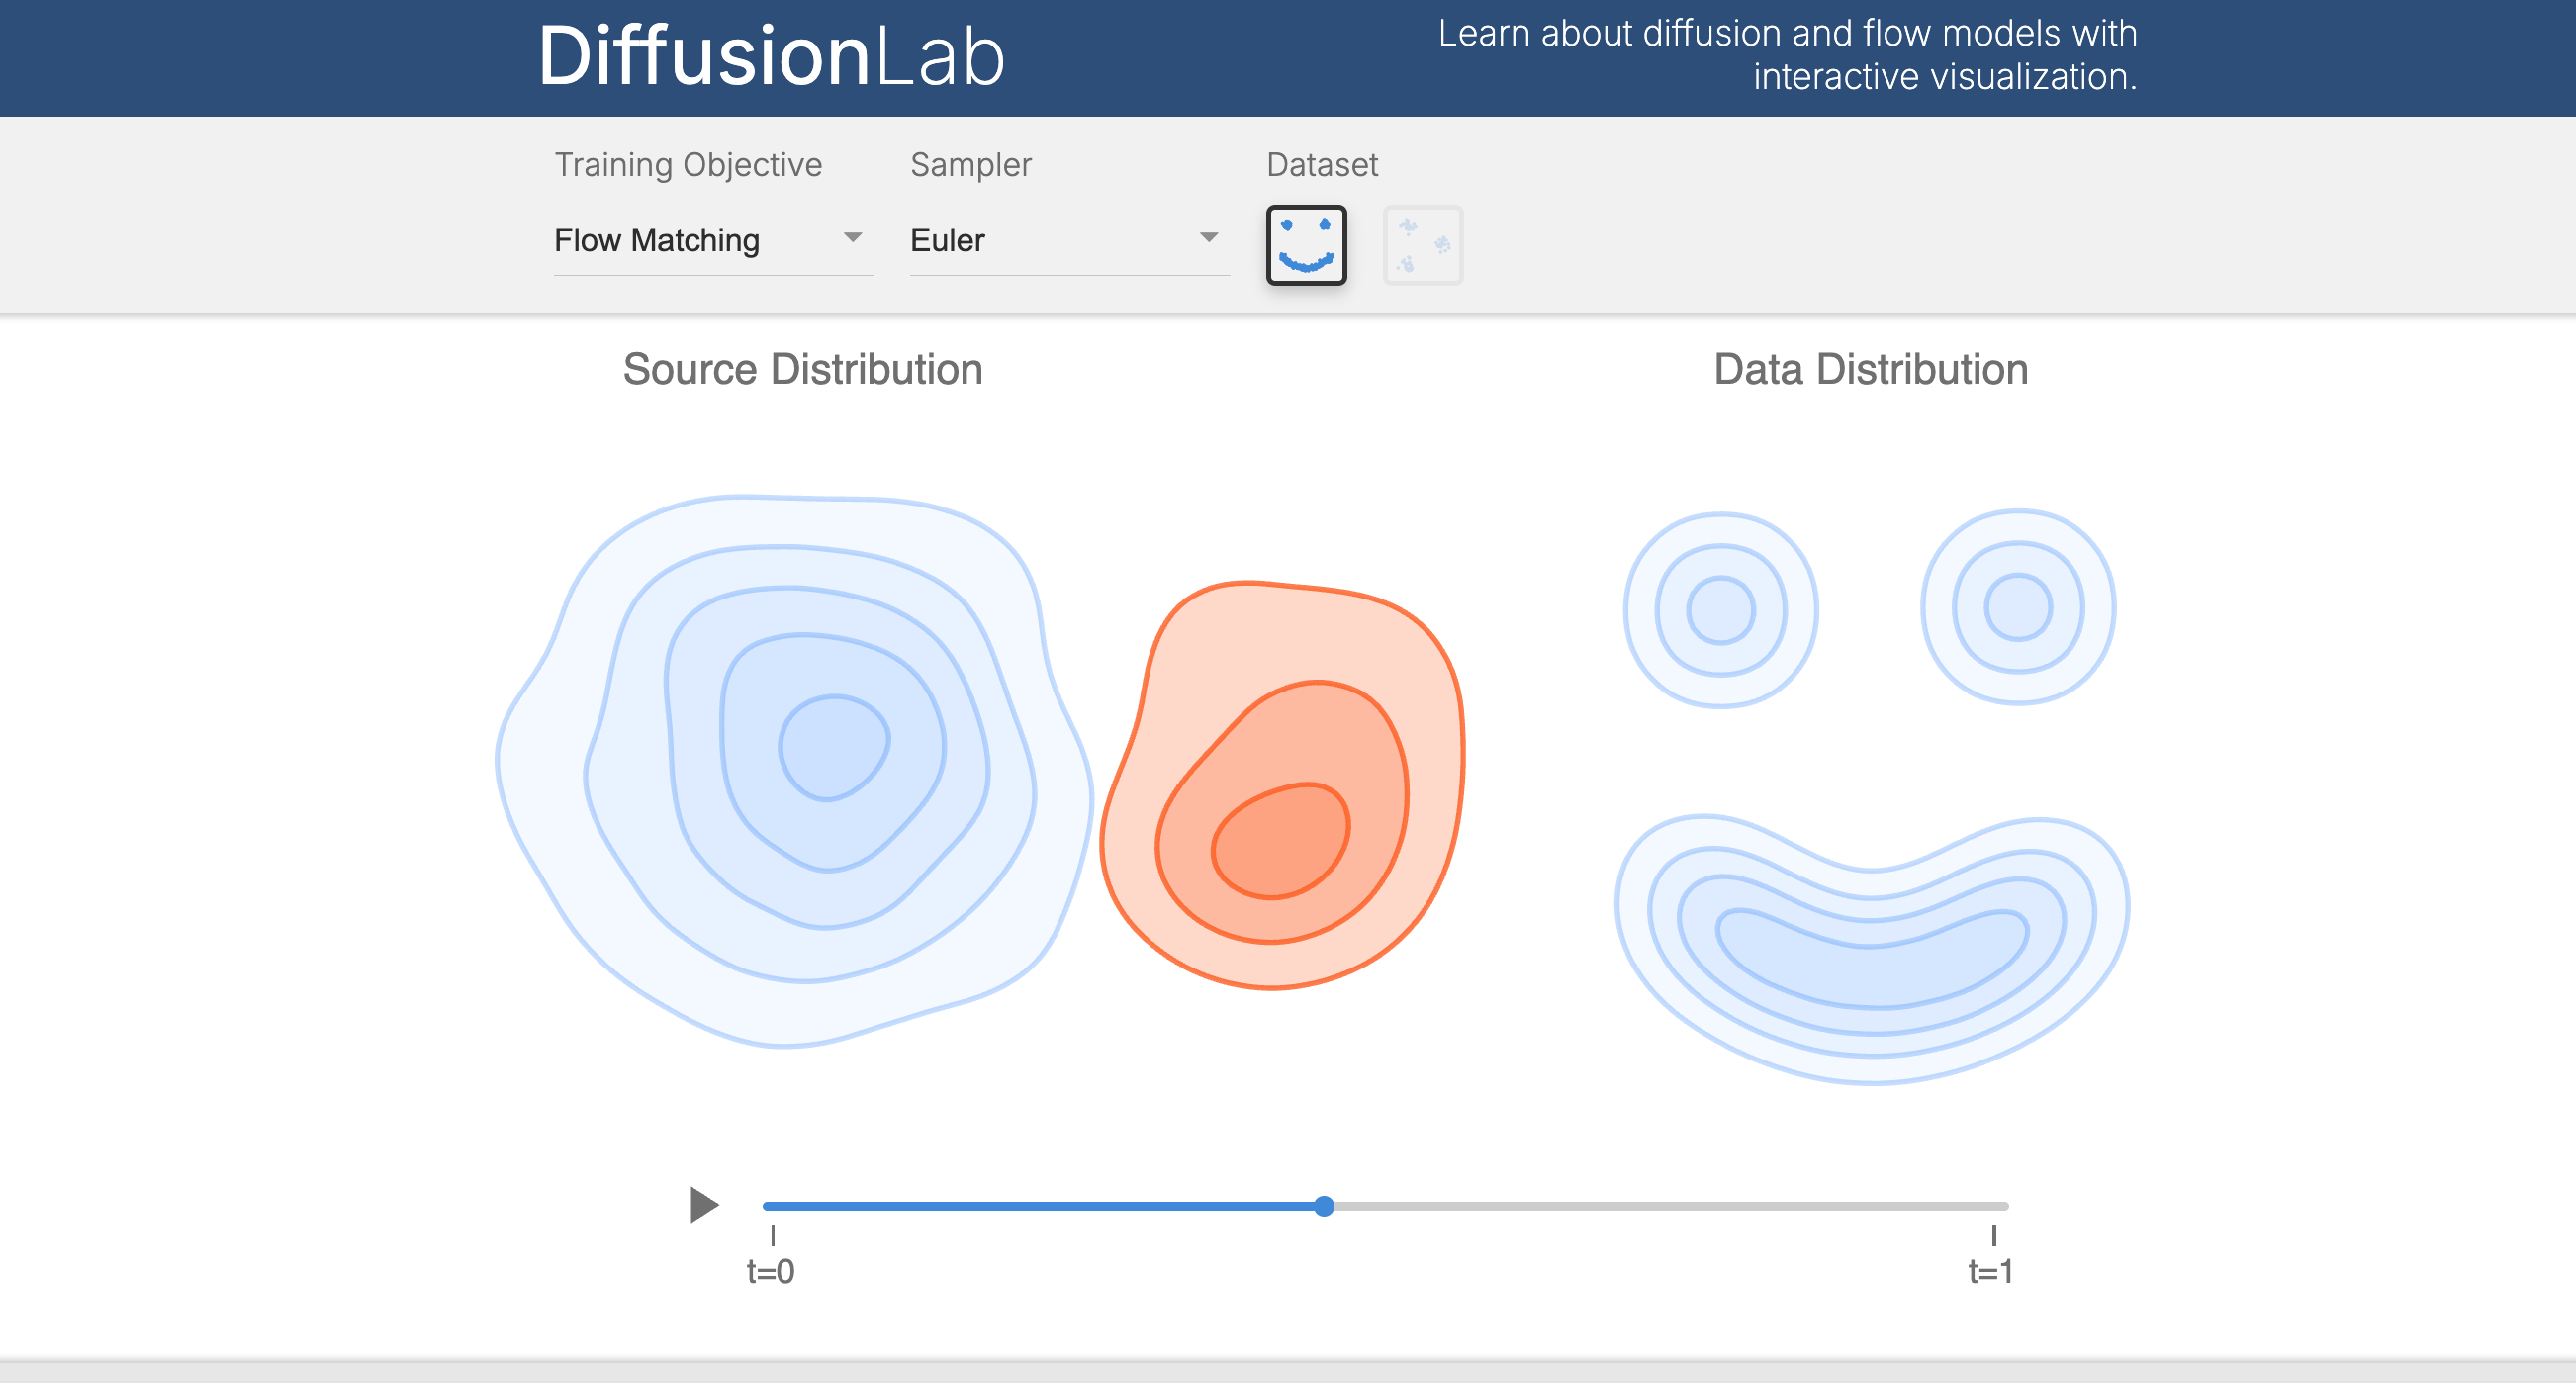 DiffusionLab
Learn about diffusion and flow models with
interactive visualization.
Training Objective
Sampler
Dataset
Flow Matching
Euler
Source Distribution
Data Distribution
t=0
t=1